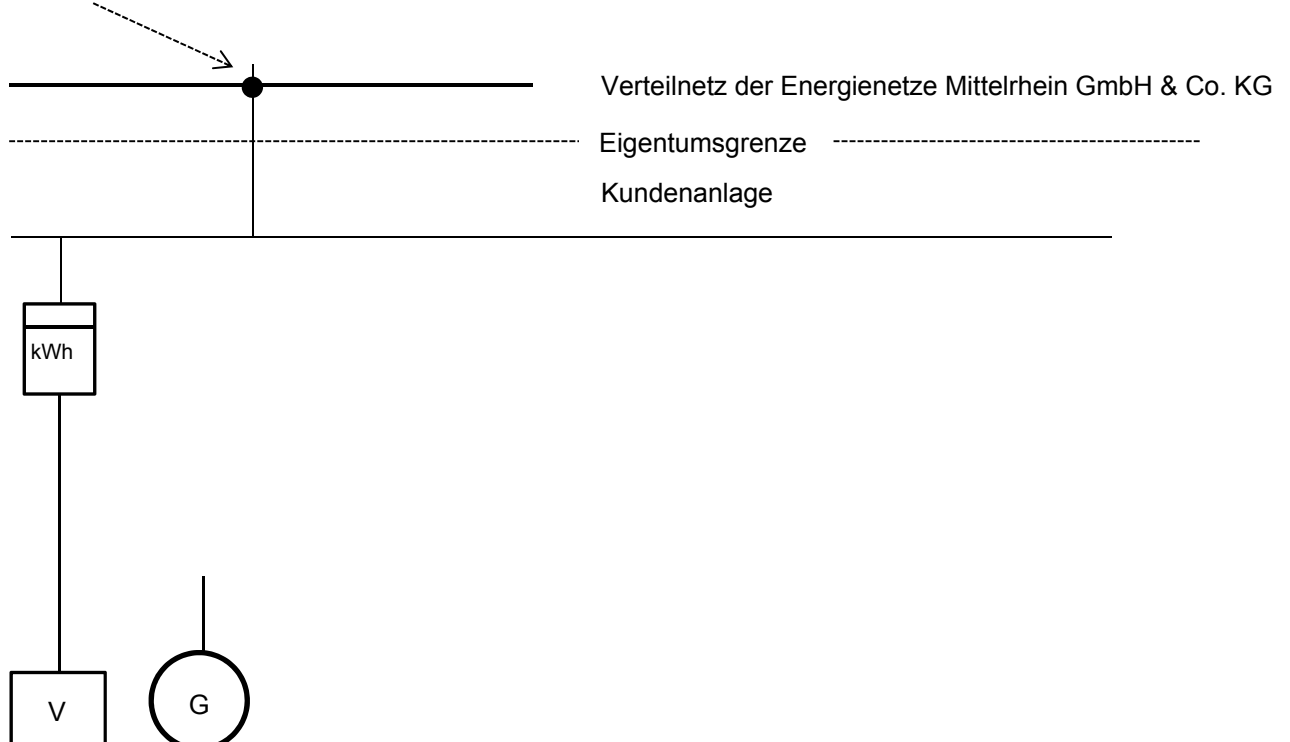 Verteilnetz der Energienetze Mittelrhein GmbH & Co. KG
Eigentumsgrenze
Kundenanlage
kWh
V
G